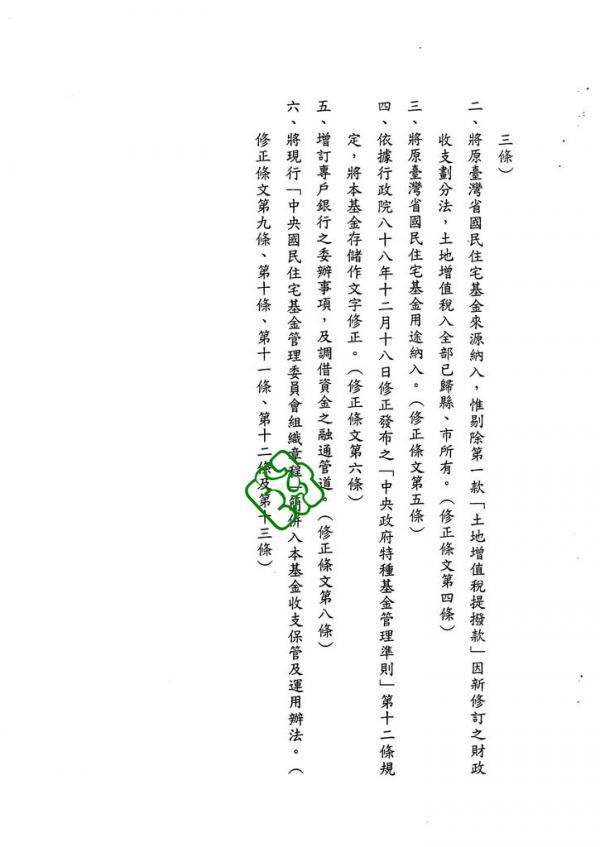 三條）
二、將原臺灣省國民住宅基金來源納入，惟剔除第一款「土地增值稅提撥款」因新修訂之財政
收支劃分法，土地增值稅入全部已歸縣、市所有。（修正條文第四條）
三、將原臺灣省國民住宅基金用途納入。（修正條文第五條）
四、依據行政院八十八年十二月十八日修正發布之「中央政府特種基金管理準則」第十二條規
定，將本基金存儲作文字修正。（修正條文第六條）
五、增訂專戶銀行之委辦事項，及調借資金之融通管道。（修正條文第八條）
六、將現行「中央國民住宅基金管理委員會組織章程」簡併入本基金收支保管及運用辦法。（
修正條文第九條、第十條、第十一條、第十二條及第十三條）